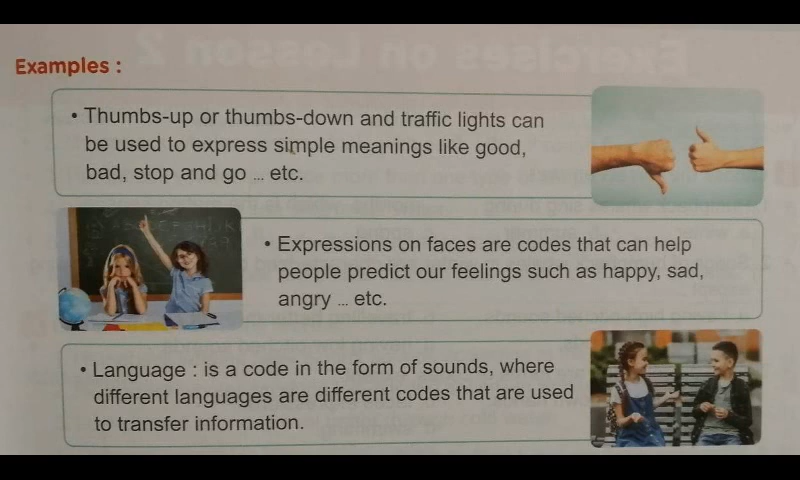 Examples :
• Thumbs-up or thumbs-down and traffic lights can
be used to express simple meanings like good,
bad, stop and go ... etc.
• Expressions on faces are codes that can help
people predict our feelings such as happy, sad,
angry ... etc.
• Language : is a code in the form of sounds, where
different languages are different codes that are used
to transfer information.